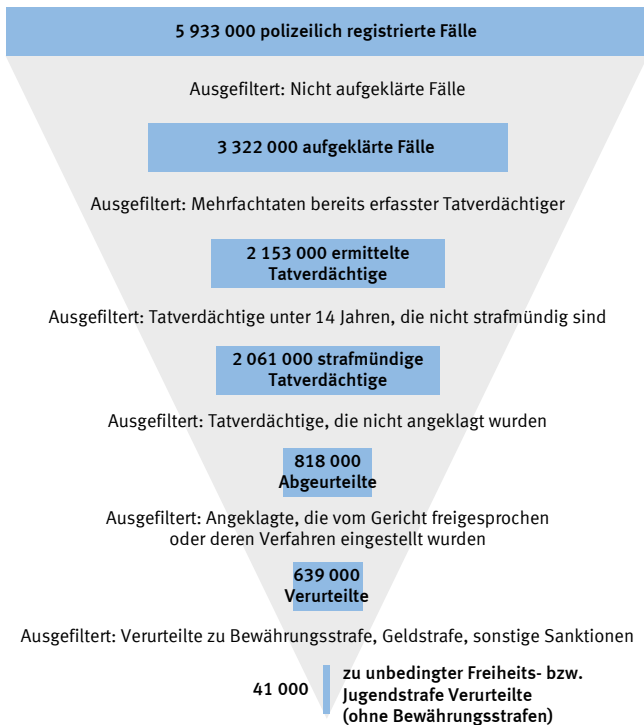 5 933 000 polizeilich registrierte Fälle
Ausgefiltert: Nicht aufgeklärte Fälle
3 322 000 aufgeklärte Fälle
Ausgefiltert: Mehrfachtaten bereits erfasster Tatverdächtiger
2 153 000 ermittelte
Tatverdächtige
Ausgefiltert: Tatverdächtige unter 14 Jahren, die nicht strafmündig sind
2 061 000 strafmündige
Tatverdächtige
Ausgefiltert: Tatverdächtige, die nicht angeklagt wurden
818 000
Abgeurteilte
Ausgefiltert: Angeklagte, die vom Gericht freigesprochen
oder deren Verfahren eingestellt wurden
639 000
Verurteilte
Ausgefiltert: Verurteilte zu Bewährungsstrafe, Geldstrafe, sonstige Sanktionen
41 000
zu unbedingter Freiheits- bzw.
Jugendstrafe Verurteilte
(ohne Bewährungsstrafen)